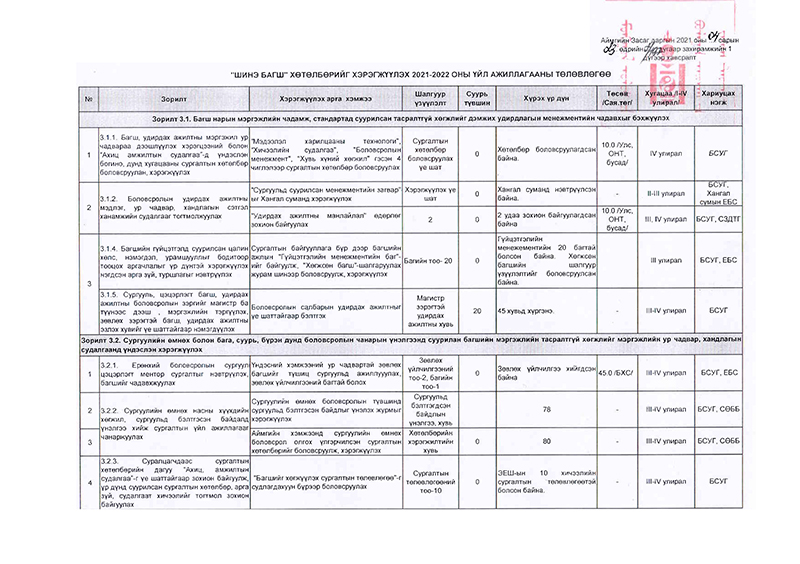 Аймгийн Засаг даргын 2021 оны 04 сарын
өдрийн дугаар захирамжийн 1
дүгээр хавсралт
"ШИНЭ БАГШ" ХӨТӨЛБӨРИЙГ ХЭРЭГЖҮҮЛЭХ 2021-2022 ОНЫ ҮЙЛ АЖИЛЛАГААНЫ ТӨЛӨВЛӨГӨӨ
№ Зорилт Хэрэгжүүлэх арга хэмжээ Шалгуур үзүүлэлт Суурь түвшин Хүрэх үр дүн Төсөв /Сая.төг/ Хугацаа /I-IV улирал/ Хариуцах нэгж
Зорилт 3.1. Багш нарын мэргэжлийн чадамж, стандартад суурилсан тасралтгүй хөгжлийг дэмжих удирдлагын менежментийн чадавхыг бэхжүүлэх
1
3.1.1. Багш, удирдах ажилтны мэргэжил ур
чадвараа дээшлүүлэх хэрэгцээний болон
"Ахиц амжилтын судалгаа"-д үндэслэн
богино, дунд хугацааны сургалтын хөтөлбөр
боловсруулан, хэрэгжүүлэх
"Мэдээлэл харилцааны технологи",
"Хичээлийн судалгаа", "Боловсролын
менежмент", "Хувь хүний хөгжил" гэсэн 4
чиглэлээр сургалтын хөтөлбөр боловсруулах
Сургалтын
хөтөлбөр
боловсруулах
үе шат
0
Хөтөлбөр боловсруулагдсан
байна.
10.0 /Улс,
ОНТ,
бусад/
IV улирал
БСУГ
2
3.1.2. Боловсролын удирдах ажилтны
мэдлэг, ур чадвар, хандлагын сэтгэл
ханамжийн судалгааг тогтмолжуулах
"Сургуульд суурилсан менежментийн загвар"
ыг Хангал суманд хэрэгжүүлэх
Хэрэгжүүлэх үе
шат
0
Хангал суманд нэвтрүүлсэн
байна.
-
II-III улирал
БСУГ,
Хангал
сумын ЕБС
"Удирдах ажилтны манлайлал" өдөрлөг
зохион байгуулах
2
0
2 удаа зохион байгуулагдсан
байна
10.0 /Улс,
ОНТ,
бусад/
III, IV улирал
БСУГ, СЗДТГ
3
3.1.4. Багшийн гүйцэтгэлд суурилсан цалин
хөлс, нэмэгдэл, урамшууллыг бодитоор
тооцох аргачлалыг үр дүнтэй хэрэгжүүлэх
нэгдсэн арга зүй, туршлагыг нэвтрүүлэх
Сургалтын байгууллага бүр дээр багшийн
ажлын "Гүйцэтгэлийн менежментийн баг"-
ийг байгуулж, "Хөгжсөн багш"-шалгаруулах
журам шинээр боловсруулж, хэрэгжүүлэх
Багийн тоо- 20
0
Гүйцэтгэлийн
менежементийн 20 багтай
болсон байна. Хөгжсөн
багшийн шалгуур
үзүүлэлтийг боловсруулсан
байна.
III улирал
БСУГ, ЕБС
3.1.5. Сургууль, цэцэрлэгт багш, удирдах
ажилтны боловсролын зэргийг магистр ба
түүнээс дээш , мэргэжлийн тэргүүлэх,
зөвлөх зэрэгтэй багш, удирдах ажилтны
эзлэх хувийг үе шаттайгаар нэмэгдүүлэх
Боловсролын салбарын удирдах ажилтныг
үе шаттайгаар бэлтгэх
Магистр
зэрэгтэй
удирдах
ажилтны хувь
20
45 хувьд хүргэнэ.
-
III-IV улирал
БСУГ
Зорилт 3.2. Сургуулийн өмнөх болон бага, суурь, бүрэн дунд боловсролын чанарын үнэлгээнд суурилан багшийн мэргэжлийн тасралтгүй хөгжлийг мэргэжлийн ур чадвар, хандлагын
судалгаанд үндэслэн хэрэгжүүлэх
1
3.2.1. Ерөнхий боловсролын сургууль
цэцэрлэгт ментор сургалтыг нэвтрүүлэх,
багшийг чадавхжуулах
Үндэсний хэмжээний ур чадвартай зөвлөх
багшийг түшиц сургуульд ажиллуулах,
зөвлөх үйлчилгээний багтай болох
Зөвлөх
үйлчилгээний
тоо-2, багийн
тоо-1
0
Зөвлөх үйлчилгээ хийгдсэн
байна
45.0 /БХС/
III-IV улирал
БСУГ, ЕБС
2
3.2.2. Сургуулийн өмнөх насны хүүхдийн
хөгжил, сургуульд бэлтгэсэн байдалд
үнэлгээ хийж сургалтын үйл ажиллагааг
чанаржуулах
Сургуулийн өмнөх боловсролын түвшинд
сургуульд бэлтгэсэн байдлыг үнэлэх журмыг
хэрэгжүүлэх
Сургуульд
бэлтгэгдсэн
байдлын
үнэлгээ, хувь
78
-
III-IV улирал
БСУГ, СӨББ
3
Аймгийн хэмжээнд сургуулийн өмнөх
боловсрол олгох үлгэрчилсэн сургалтын
хөтөлбөрийг боловсруулж, хэрэгжүүлэх
Хөтөлбөрийн
хэрэгжилтийн
хувь
0
80
-
III-IV улирал
БСУГ, СӨББ
4
3.2.3. Суралцагчдаас сургалтын
хөтөлбөрийн дагуу "Ахиц, амжилтын
судалгаа"-г үе шаттайгаар зохион байгуулж,
үр дүнд суурилсан сургалтын хөтөлбөр, арга
зүй, судалгаат хичээлийг тогтмол зохион
байгуулах
"Багшийг хөгжүүлэх сургалтын төлөвлөгөө"-г
судлагдахуун бүрээр боловсруулах
Сургалтын
төлөвлөгөөний
тоо-10
0
ЭЕШ-ын 10 хичээлийн
сургалтын төлөвлөгөөтэй
болсон байна.
-
III-IV улирал
БСУГ